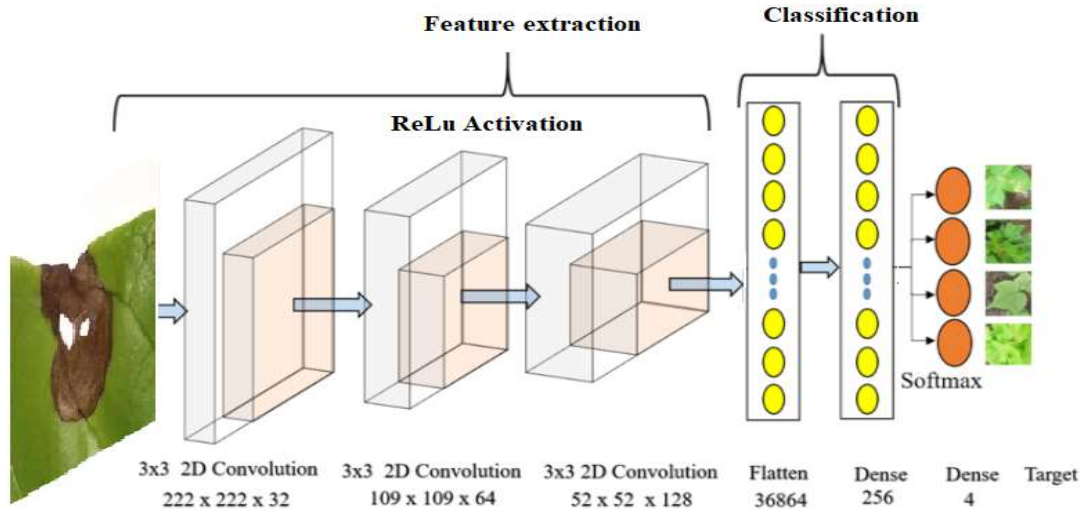 Classification
Feature extraction
ReLu Activation
Softmax
3x3 2D Convolution
222 x 222 x 32
3x3 2D Convolution
109 x 109 x 64
3x3 2D Convolution
52 x 52 x 128
Flatten
36864
Dense
256
Dense
4
Target